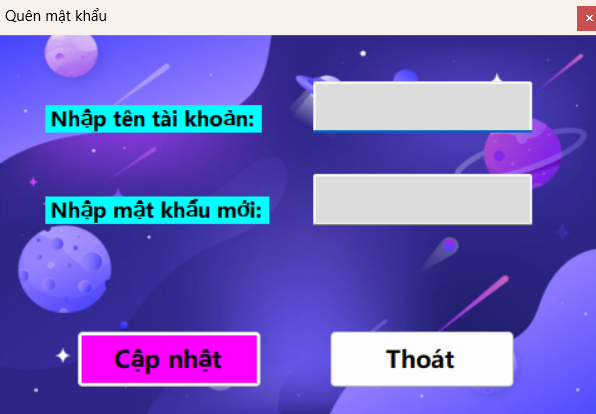 Quên mật khẩu
Nhập tên tài khoản:
Nhập mật khẩu mới:
Cập nhật
Thoát